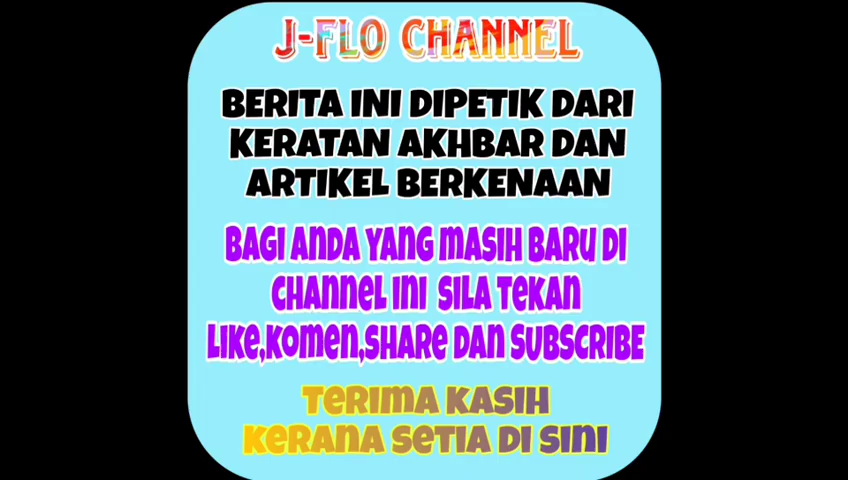 J-FLO CHANNEL
BERITA INI DIPETIK DARI
KERATAN AKHBAR DAN
ARTIKEL BERKENAAN
BAGI ANDA YANG MASIH BARU DI
CHANNEL INI SILA TEKAN
LIKE,KOMEN,SHARE DAN SUBSCRIBE
TERIMA KASIH
KERANA SETIA DI SINI